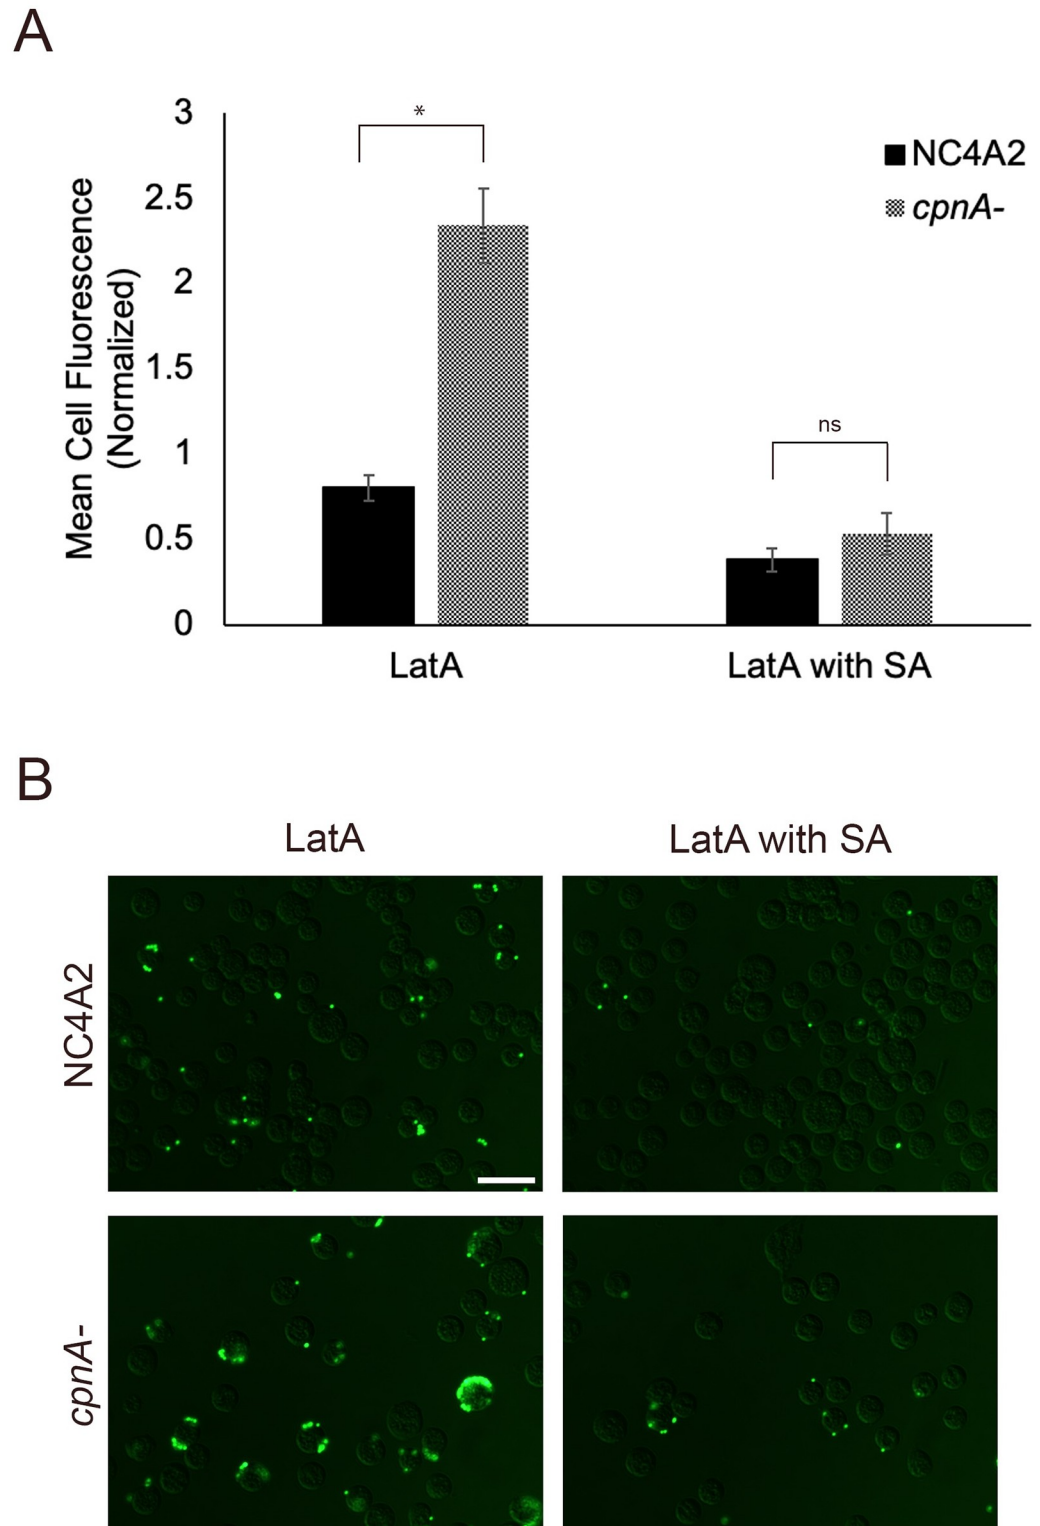 A
3
2.5
2
1.5
1
0.5
0
Mean Cell Fluorescence
(Normalized)
*
ns
NC4A2
cpnA-
LatA
LatA with SA
B
LatA
LatA with SA
NC4A2
cpnA-